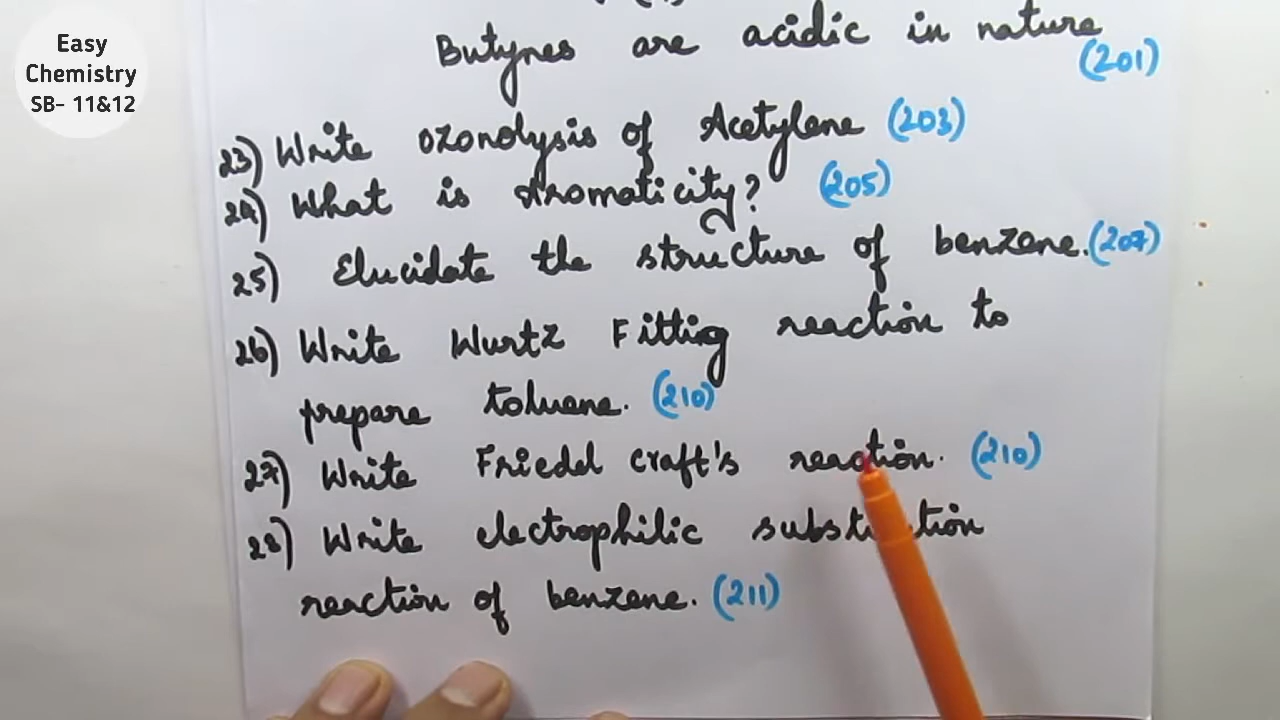 Easy
Chemistry
SB- 11&12
Butynes are acidic in nature
(201)
23) Write ozonolysis of Acetylene (203)
24) What is Aromaticity? (205)
25) Elucidate the structure of benzene. (207)
26) Write Wurtz Fittig reaction to
prepare toluene. (210)
27) Write Friedel craft's reaction. (210)
28) Write electrophilic substitution
reaction of benzene. (211)